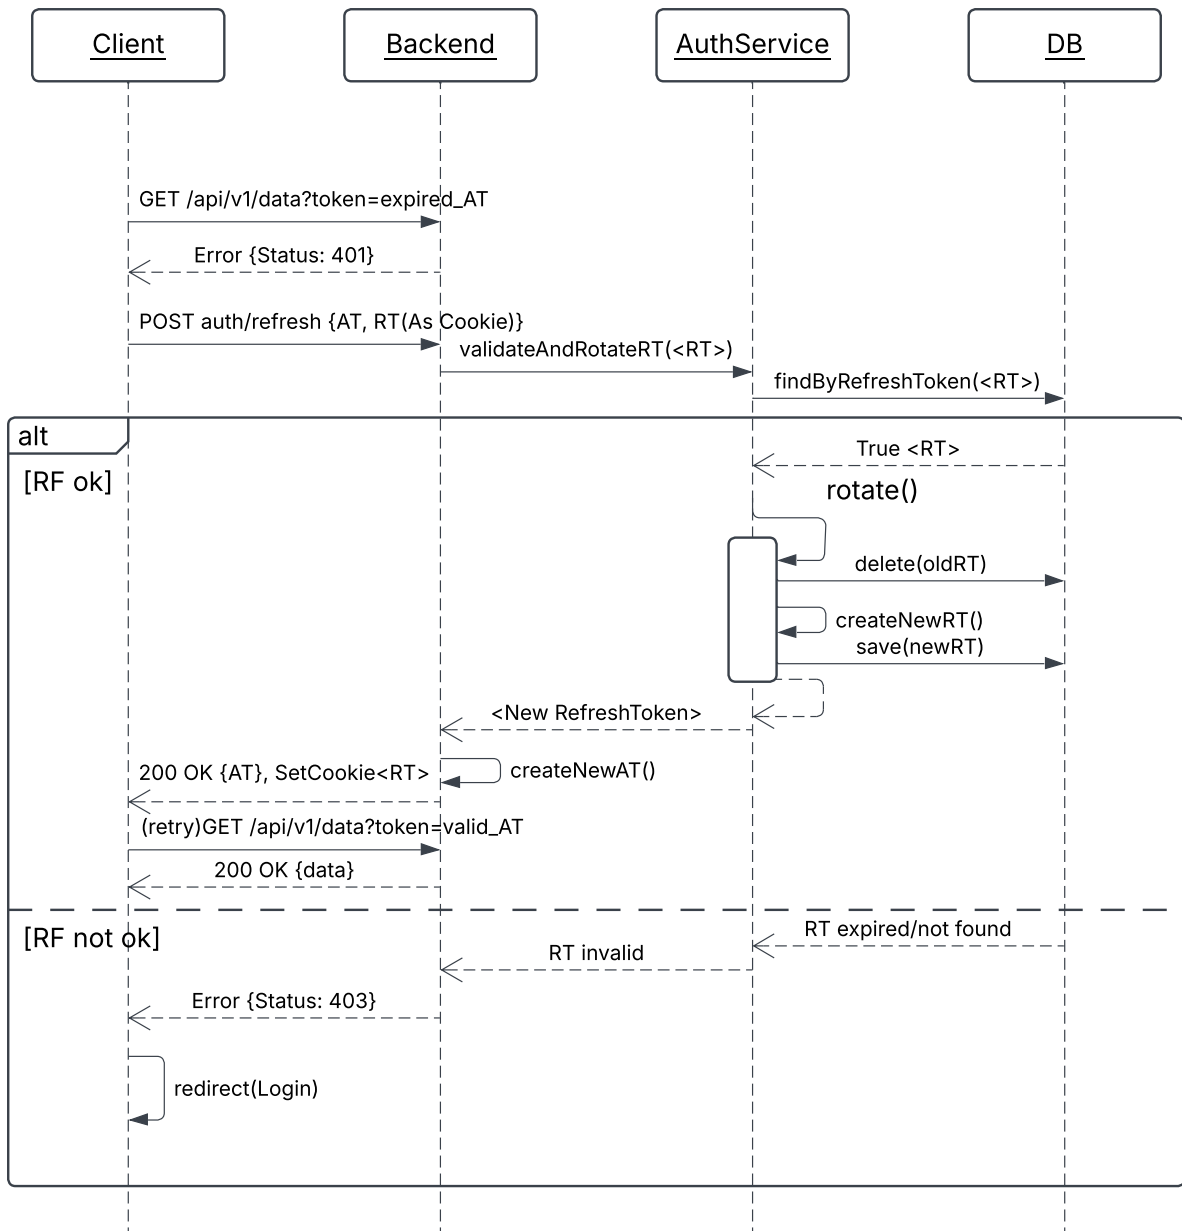 Client
Backend
AuthService
DB
GET /api/v1/data?token=expired_AT
Error {Status: 401}
POST auth/refresh {AT, RT(As Cookie)}
validateAndRotateRT(<RT>)
findByRefreshToken(<RT>)
alt
True <RT>
[RF ok]
rotate()
delete(oldRT)
createNewRT()
save(newRT)
<New RefreshToken>
createNewAT()
200 OK {AT}, SetCookie<RT>
(retry)GET /api/v1/data?token=valid_AT
200 OK {data}
[RF not ok]
RT expired/not found
RT invalid
Error {Status: 403}
redirect(Login)